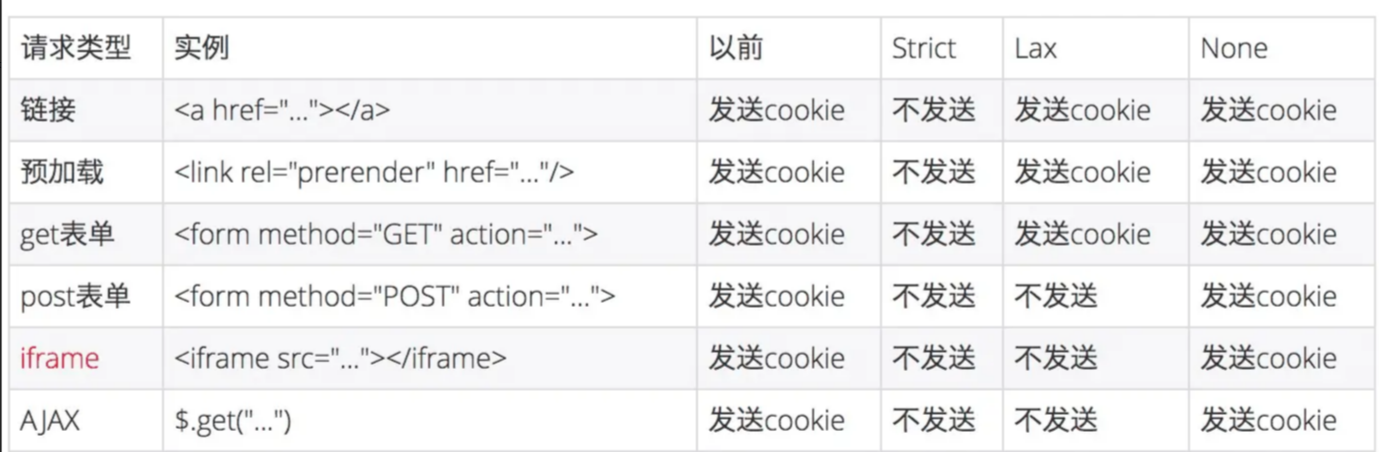 请求类型 实例 以前 Strict Lax None
链接 <a href="..."></a> 发送cookie 不发送 发送cookie 发送cookie
预加载 <link rel="prerender" href="..."/> 发送cookie 不发送 发送cookie 发送cookie
get表单 <form method="GET" action="..."> 发送cookie 不发送 发送cookie 发送cookie
post表单 <form method="POST" action="..."> 发送cookie 不发送 不发送 发送cookie
iframe <iframe src="..."></iframe> 发送cookie 不发送 不发送 发送cookie
AJAX $.get("...") 发送cookie 不发送 不发送 发送cookie